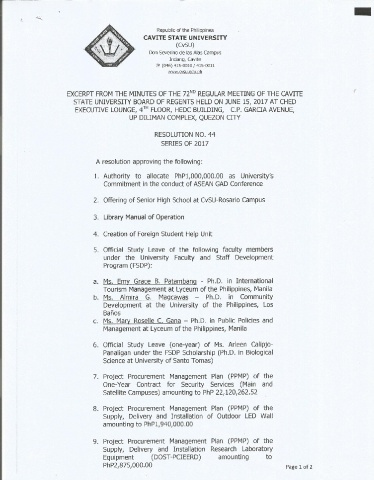 Republic of the Philippines
CAVITE STATE UNIVERSITY
(CvSU)
Don Severino de las Alas Campus
Indang, Cavite
www.cvsu.edu.ph
EXCERPT FROM THE MINUTES OF THE 72ND REGULAR MEETING OF THE CAVITE
STATE UNIVERSITY BOARD OF REGENTS HELD ON JUNE 15, 2017 AT CHED
EXECUTIVE LOUNGE, 4TH FLOOR, HEDC BUILDING, C.P. GARCIA AVENUE,
UP DILIMAN COMPLEX, QUEZON CITY
RESOLUTION NO. 44
SERIES OF 2017
A resolution approving the following:
1. Authority to allocate PhP1,000,000.00 as University's
Commitment in the conduct of ASEAN GAD Conference
2. Offering of Senior High School at CvSU-Rosario Campus
3. Library Manual of Operation
4. Creation of Foreign Student Help Unit
5. Official Study Leave of the following faculty members
under the University Faculty and Staff Development
Program (FSDP):
a. Ms. Emy Grace B. Patambang - Ph.D. in International
Tourism Management at Lyceum of the Philippines, Manila
b. Ms. Almira G. Magcawas – Ph.D. in Community
Development at the University of the Philippines, Los
Baños
c. Ms. Mary Roselle C. Gana – Ph.D. in Public Policies and
Management at Lyceum of the Philippines, Manila
6. Official Study Leave (one-year) of Ms. Arleen Calipjo-
Panaligan under the FSDP Scholarship (Ph.D. in Biological
Science at University of Santo Tomas)
7. Project Procurement Management Plan (PPMP) of the
One-Year Contract for Security Services (Main and
Satellite Campuses) amounting to PhP 22,120,262.52
8. Project Procurement Management Plan (PPMP) of the
Supply, Delivery and Installation of Outdoor LED Wall
amounting to PhP1,940,000.00
9. Project Procurement Management Plan (PPMP) of the
Supply, Delivery and Installation Research Laboratory
Equipment (DOST-PCIEERD) amounting to
PhP2,875,000.00
Page 1 of 2